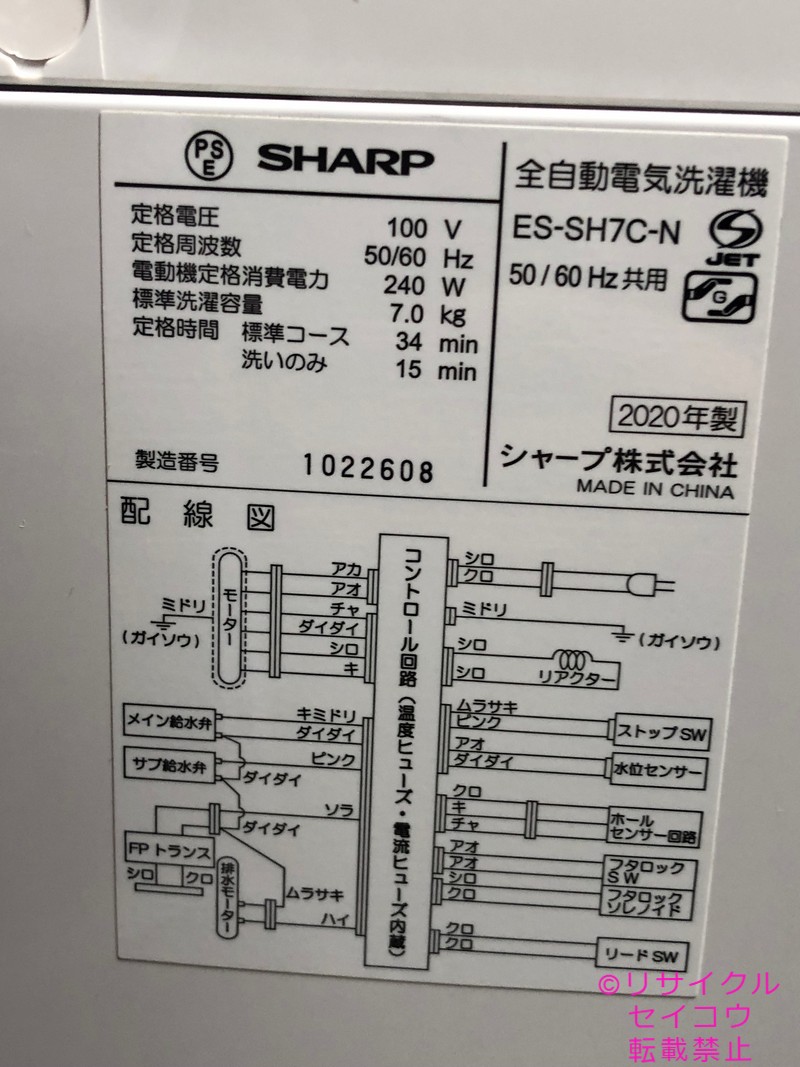 PS
E
SHARP
定格電圧 100 V
定格周波数 50/60 Hz
電動機定格消費電力 240 W
標準洗濯容量 7.0 kg
定格時間 標準コース 34 min
洗いのみ 15 min
製造番号 1022608
全自動電気洗濯機
ES-SH7C-N
JET
50/60 Hz共用
G
2020年製
シャープ株式会社
MADE IN CHINA
配線図
モーター
ミドリ
(ガイソウ)
アカ
アオ
チャ
ダイダイ
シロ
キ
メイン給水弁
キミドリ
ダイダイ
サブ給水弁
ピンク
ダイダイ
ソラ
ダイダイ
FPトランス
シロ
クロ
排水モーター
ムラサキ
ハイ
コントロール回路(温度ヒューズ・電流ヒューズ内蔵)
シロ
クロ
ミドリ
(ガイソウ)
シロ
シロ
リアクター
ムラサキ
ピンク
ストップSW
アオ
ダイダイ
水位センサー
クロ
キ
チャ
ホール
センサー回路
アオ
アオ
フタロック
SW
シロ
クロ
フタロック
ソレノイド
クロ
クロ
リードSW
©リサイクル
セイコウ
転載禁止